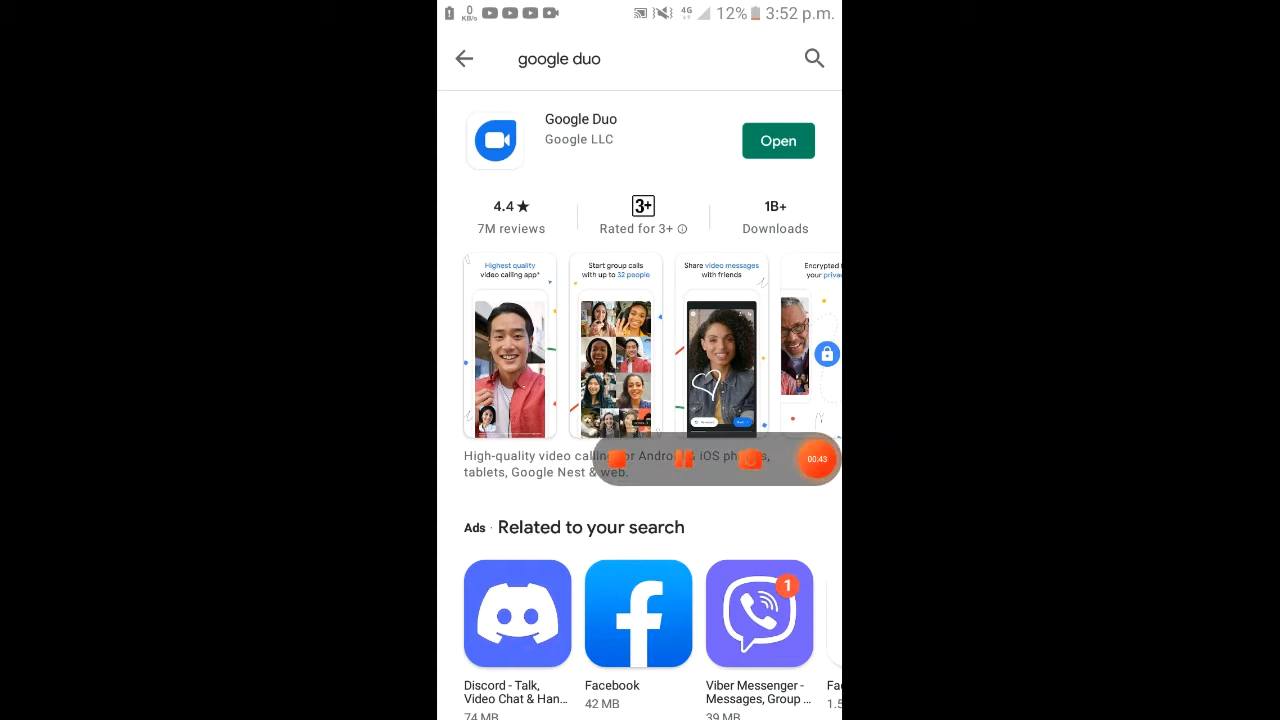 0
KB/s
4G
12%
3:52 p.m.
google duo
Google Duo
Google LLC
Open
4.4★
7M reviews
3+
Rated for 3+
1B+
Downloads
Highest quality
video calling app*
Start group calls
with up to 32 people
Share video messages
with friends
Encrypted
your
High-quality video calling for Android & iOS phones,
tablets, Google Nest & web.
00:43
Ads · Related to your search
1
Discord - Talk,
Video Chat & Han…
74 MB
Facebook
42 MB
Viber Messenger -
Messages, Group …
39 MB
Fa
1.5